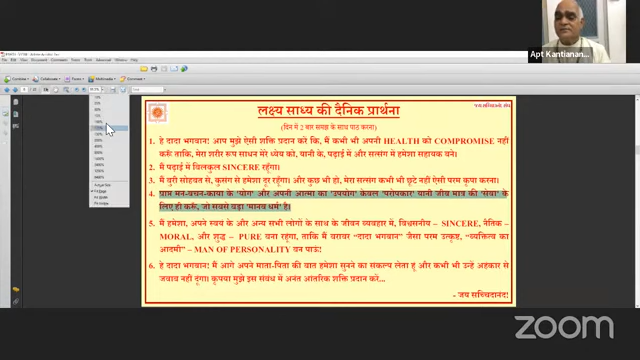 Apt Kantianan...
लक्ष्य साध्य की दैनिक प्रार्थना
(दिन में २ बार समझ के साथ पाठ करना)
1. हे दादा भगवान! आप मुझे ऐसी शक्ति प्रदान करें कि, मैं कभी भी अपनी HEALTH को COMPROMISE नहीं
करूँ ताकि, मेरा शरीर रूप साधन मेरे ध्येय को, यानी के, पढ़ाई में और सत्संग में हमेशा सहायक बने।
2. मैं पढ़ाई में बिलकुल SINCERE रहूँगा।
3. मैं बुरी सोहबत से, कुसंग से हमेशा दूर रहूँगा। और कुछ भी हो, मेरा सत्संग कभी भी छूटे नहीं ऐसी परम कृपा करना।
4. प्राप्त मन-वचन-काया के 'योग' और अपनी आत्मा का 'उपयोग' केवल 'परोपकार' यानी जीव मात्र की 'सेवा' के
लिए ही करूँ, जो सबसे बड़ा 'मानव धर्म' है।
5. मैं हमेशा, अपने स्वयं के और अन्य सभी लोगों के साथ के जीवन व्यवहार में, विश्वसनीय - SINCERE, नैतिक -
MORAL, और शुद्ध - PURE बना रहूंगा, ताकि मैं बराबर "दादा भगवान" जैसा परम उत्कृष्ट, "व्यक्तित्व का
आदमी" – MAN OF PERSONALITY बन पाऊं!
6. हे दादा भगवान! मैं आगे अपने माता-पिता की बात हमेशा सुनने का संकल्प लेता हूं और कभी भी उन्हें अहंकार से
जवाब नहीं दूंगा। कृपया मुझे इस संबंध में अनंत आंतरिक शक्ति प्रदान करें...
- जय सच्चिदानंद!
zoom